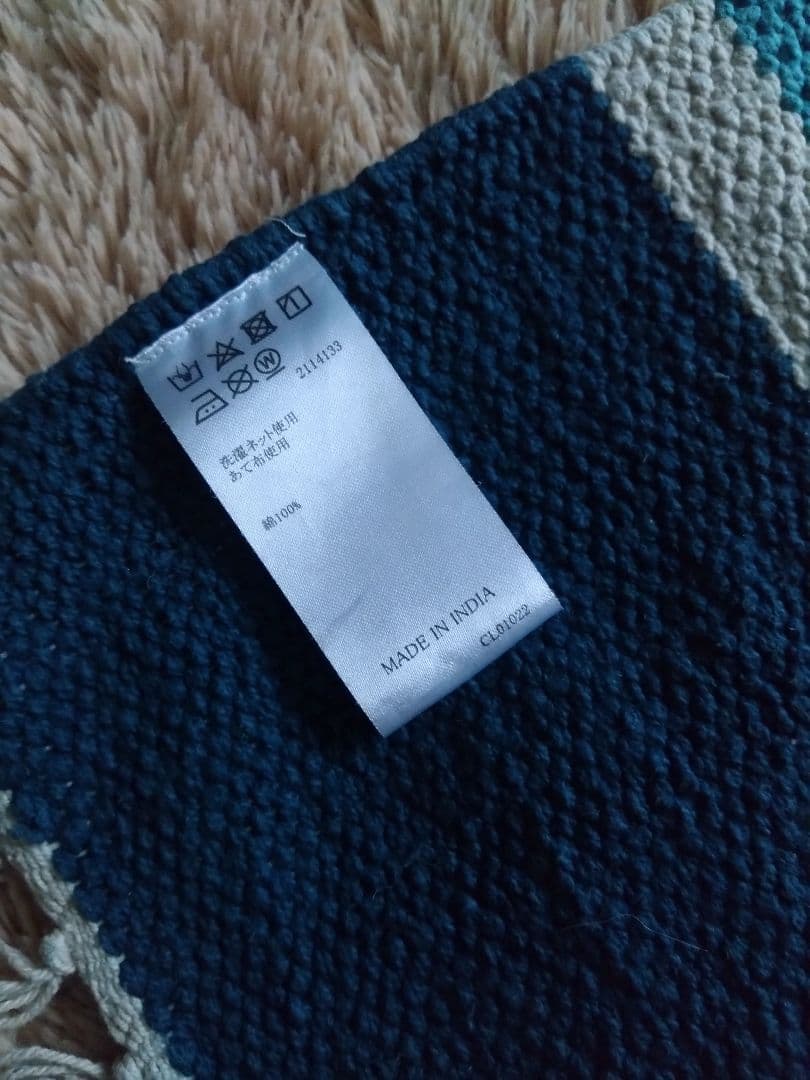 2114133
洗濯ネット使用
あて布使用
綿100%
MADE IN INDIA
CL01022